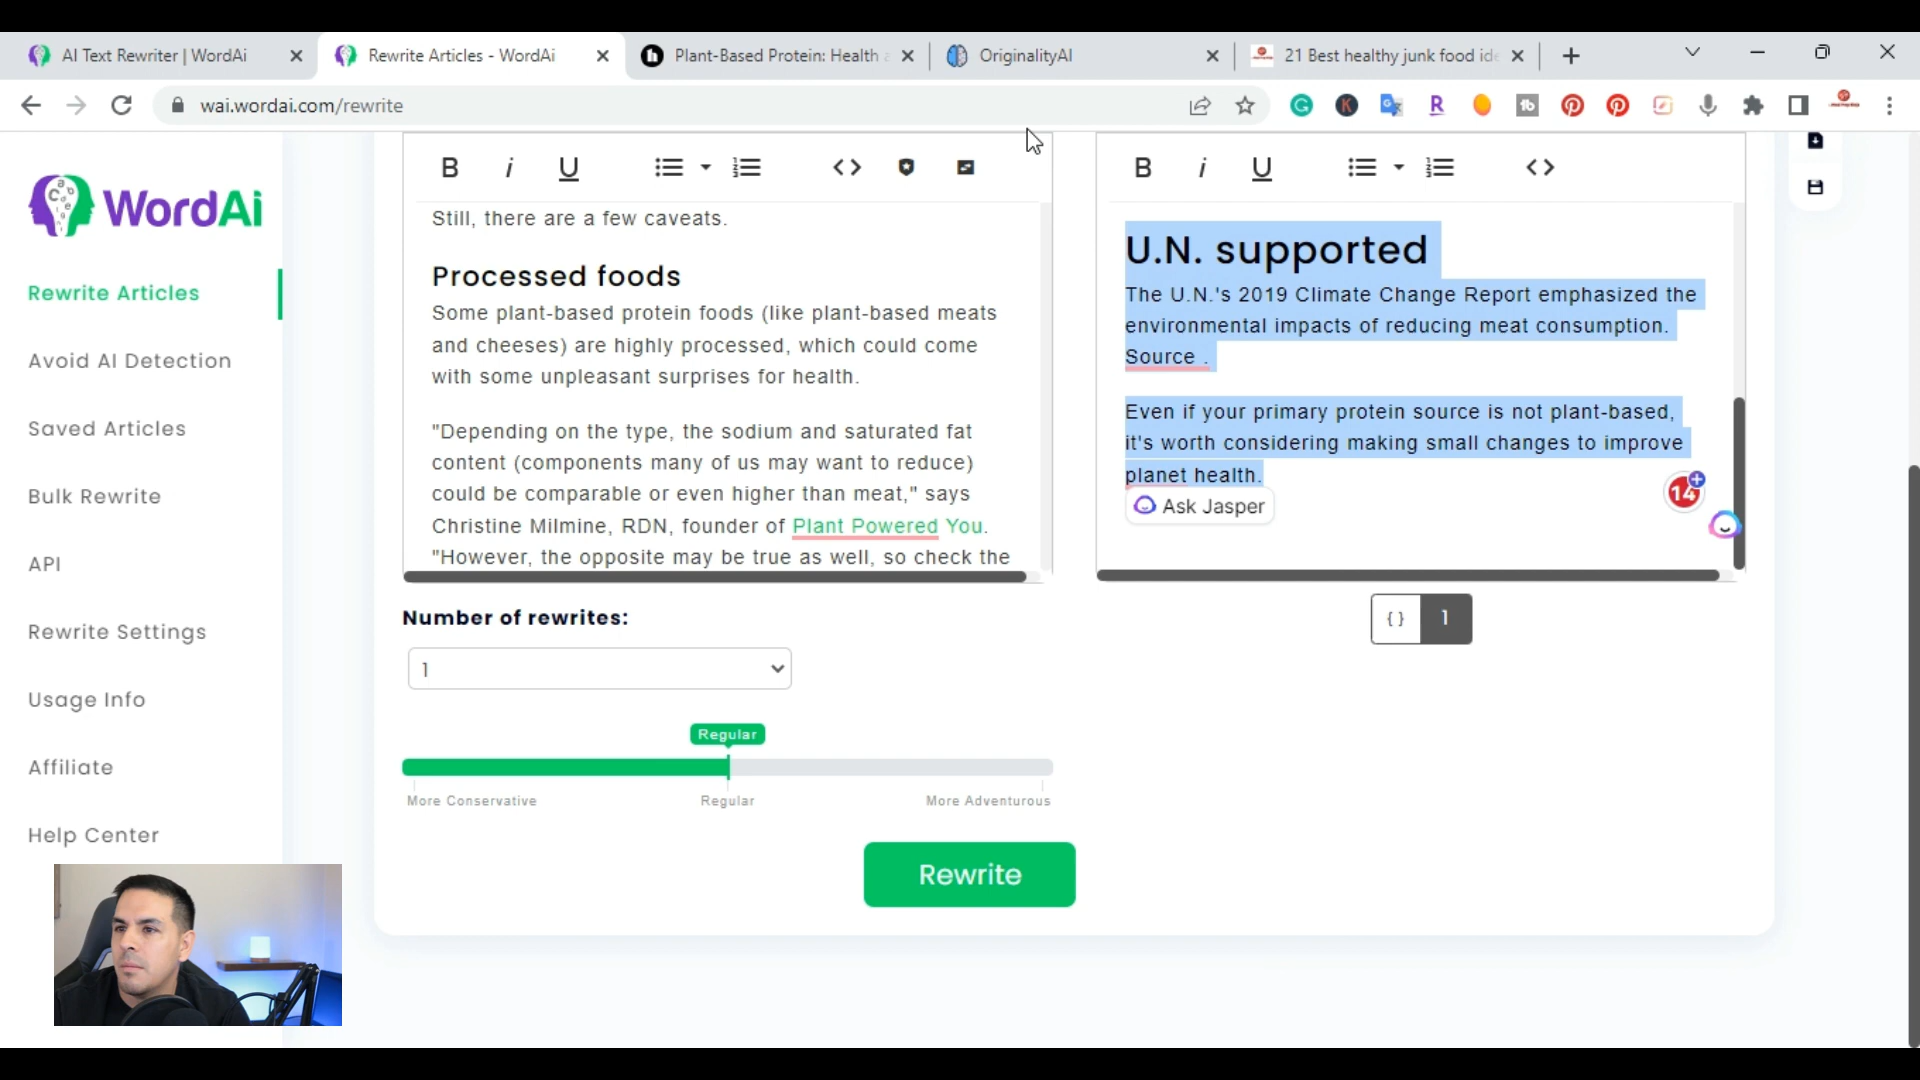 AI Text Rewriter | WordAi
Rewrite Articles - WordAi
Plant-Based Protein: Health
OriginalityAI
21 Best healthy junk food ide
wai.wordai.com/rewrite
WordAi
Rewrite Articles
Avoid AI Detection
Saved Articles
Bulk Rewrite
API
Rewrite Settings
Usage Info
Affiliate
Help Center
B i U
Still, there are a few caveats.
Processed foods
Some plant-based protein foods (like plant-based meats
and cheeses) are highly processed, which could come
with some unpleasant surprises for health.
"Depending on the type, the sodium and saturated fat
content (components many of us may want to reduce)
could be comparable or even higher than meat," says
Christine Milmine, RDN, founder of Plant Powered You.
"However, the opposite may be true as well, so check the
B i U
U.N. supported
The U.N.'s 2019 Climate Change Report emphasized the
environmental impacts of reducing meat consumption.
Source .
Even if your primary protein source is not plant-based,
it's worth considering making small changes to improve
planet health.
Ask Jasper
14
{ } 1
Number of rewrites:
1
Regular
More Conservative
Regular
More Adventurous
Rewrite